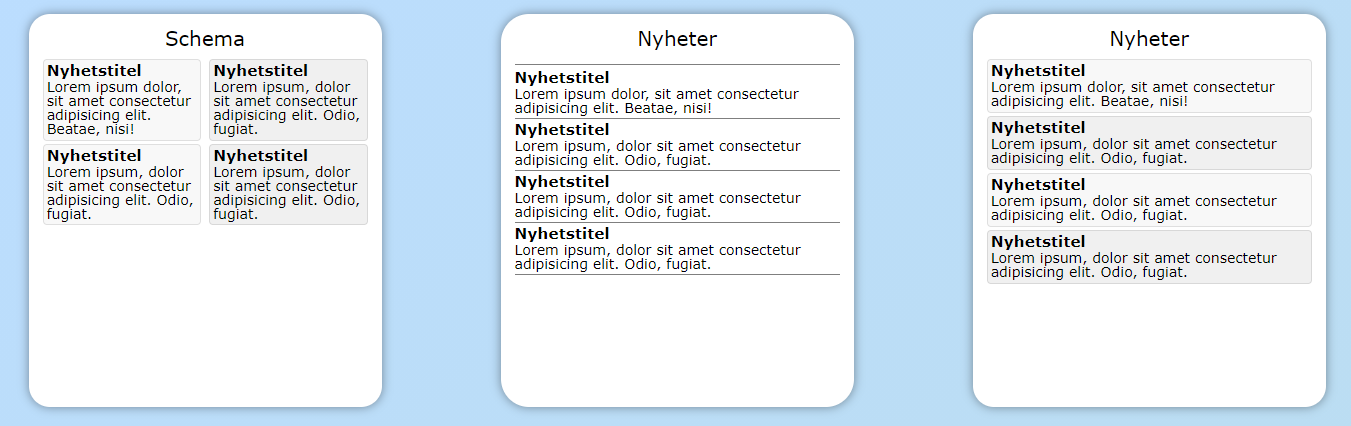 Schema
Nyhetstitel
Lorem ipsum dolor,
sit amet consectetur
adipisicing elit.
Beatae, nisi!
Nyhetstitel
Lorem ipsum, dolor
sit amet consectetur
adipisicing elit. Odio,
fugiat.
Nyhetstitel
Lorem ipsum, dolor
sit amet consectetur
adipisicing elit. Odio,
fugiat.
Nyhetstitel
Lorem ipsum, dolor
sit amet consectetur
adipisicing elit. Odio,
fugiat.
Nyheter
Nyhetstitel
Lorem ipsum dolor, sit amet consectetur
adipisicing elit. Beatae, nisi!
Nyhetstitel
Lorem ipsum, dolor sit amet consectetur
adipisicing elit. Odio, fugiat.
Nyhetstitel
Lorem ipsum, dolor sit amet consectetur
adipisicing elit. Odio, fugiat.
Nyhetstitel
Lorem ipsum, dolor sit amet consectetur
adipisicing elit. Odio, fugiat.
Nyheter
Nyhetstitel
Lorem ipsum dolor, sit amet consectetur
adipisicing elit. Beatae, nisi!
Nyhetstitel
Lorem ipsum, dolor sit amet consectetur
adipisicing elit. Odio, fugiat.
Nyhetstitel
Lorem ipsum, dolor sit amet consectetur
adipisicing elit. Odio, fugiat.
Nyhetstitel
Lorem ipsum, dolor sit amet consectetur
adipisicing elit. Odio, fugiat.